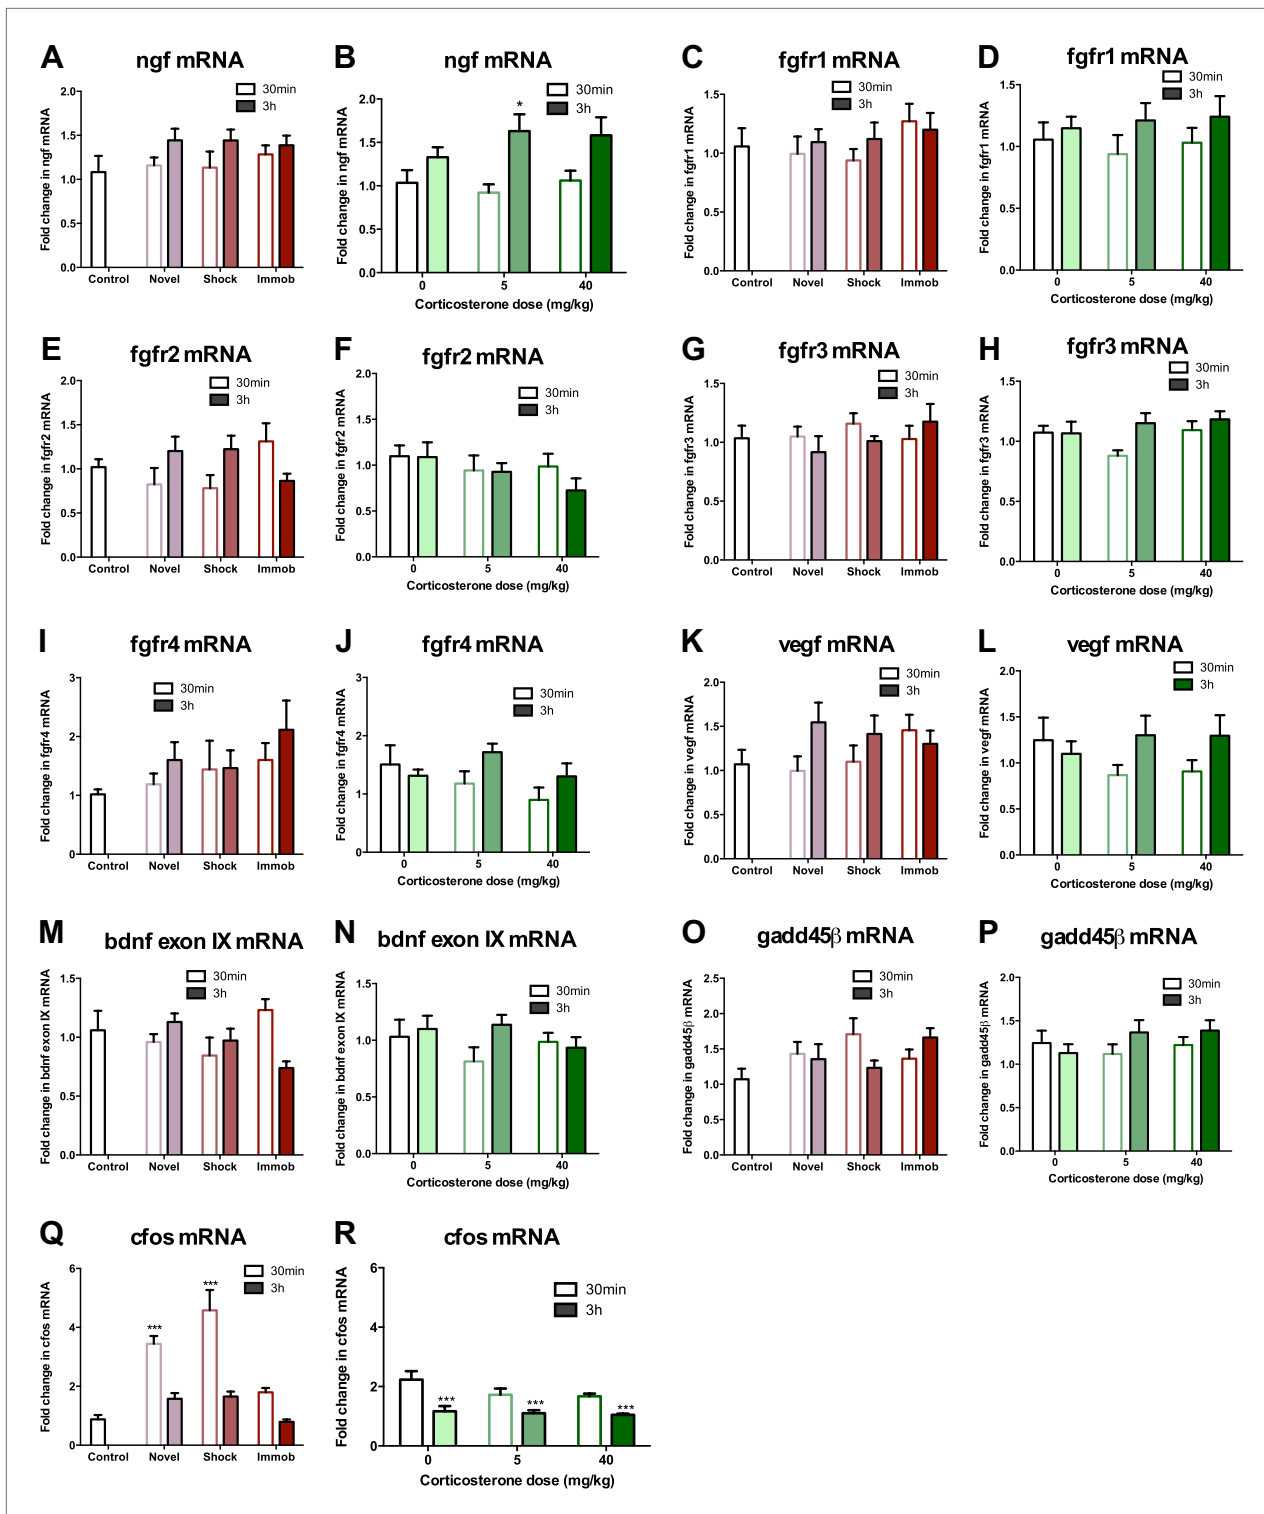 A
ngf mRNA
30min
3h
Fold change in ngf mRNA
2.0
1.5
1.0
0.5
0.0
Control Novel Shock Immob
B
ngf mRNA
30min
3h
Fold change in ngf mRNA
2.0
1.5
1.0
0.5
0.0
*
0 5 40
Corticosterone dose (mg/kg)
C
fgfr1 mRNA
30min
3h
Fold change in fgfr1 mRNA
1.5
1.0
0.5
0.0
Control Novel Shock Immob
D
fgfr1 mRNA
30min
3h
Fold change in fgfr1 mRNA
1.5
1.0
0.5
0.0
0 5 40
Corticosterone dose (mg/kg)
E
fgfr2 mRNA
30min
3h
Fold change in fgfr2 mRNA
2.0
1.5
1.0
0.5
0.0
Control Novel Shock Immob
F
fgfr2 mRNA
30min
3h
Fold change in fgfr2 mRNA
2.0
1.5
1.0
0.5
0.0
0 5 40
Corticosterone dose (mg/kg)
G
fgfr3 mRNA
30min
3h
Fold change in fgfr3 mRNA
1.5
1.0
0.5
0.0
Control Novel Shock Immob
H
fgfr3 mRNA
30min
3h
Fold change in fgfr3 mRNA
1.5
1.0
0.5
0.0
0 5 40
Corticosterone dose (mg/kg)
I
fgfr4 mRNA
30min
3h
Fold change in fgfr4 mRNA
3
2
1
0
Control Novel Shock Immob
J
fgfr4 mRNA
30min
3h
Fold change in fgfr4 mRNA
3
2
1
0
0 5 40
Corticosterone dose (mg/kg)
K
vegf mRNA
30min
3h
Fold change in vegf mRNA
2.0
1.5
1.0
0.5
0.0
Control Novel Shock Immob
L
vegf mRNA
30min
3h
Fold change in vegf mRNA
2.0
1.5
1.0
0.5
0.0
0 5 40
Corticosterone dose (mg/kg)
M
bdnf exon IX mRNA
30min
3h
Fold change in bdnf exon IX mRNA
1.5
1.0
0.5
0.0
Control Novel Shock Immob
N
bdnf exon IX mRNA
30min
3h
Fold change in bdnf exon IX mRNA
1.5
1.0
0.5
0.0
0 5 40
Corticosterone dose (mg/kg)
O
gadd45β mRNA
30min
3h
Fold change in gadd45β mRNA
2.5
2.0
1.5
1.0
0.5
0.0
Control Novel Shock Immob
P
gadd45β mRNA
30min
3h
Fold change in gadd45β mRNA
2.0
1.5
1.0
0.5
0.0
0 5 40
Corticosterone dose (mg/kg)
Q
cfos mRNA
30min
3h
Fold change in cfos mRNA
6
4
2
0
*** ***
Control Novel Shock Immob
R
cfos mRNA
30min
3h
Fold change in cfos mRNA
6
4
2
0
*** *** ***
0 5 40
Corticosterone dose (mg/kg)